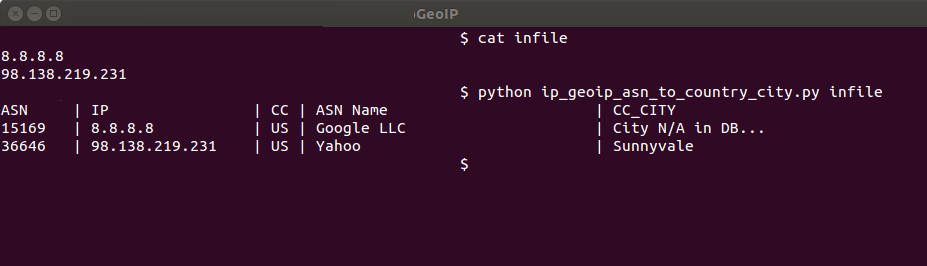 GeoIP
$ cat infile
8.8.8.8
98.138.219.231
$ python ip_geoip_asn_to_country_city.py infile
ASN | IP | CC | ASN Name | CC_CITY
15169 | 8.8.8.8 | US | Google LLC | City N/A in DB...
36646 | 98.138.219.231 | US | Yahoo | Sunnyvale
$